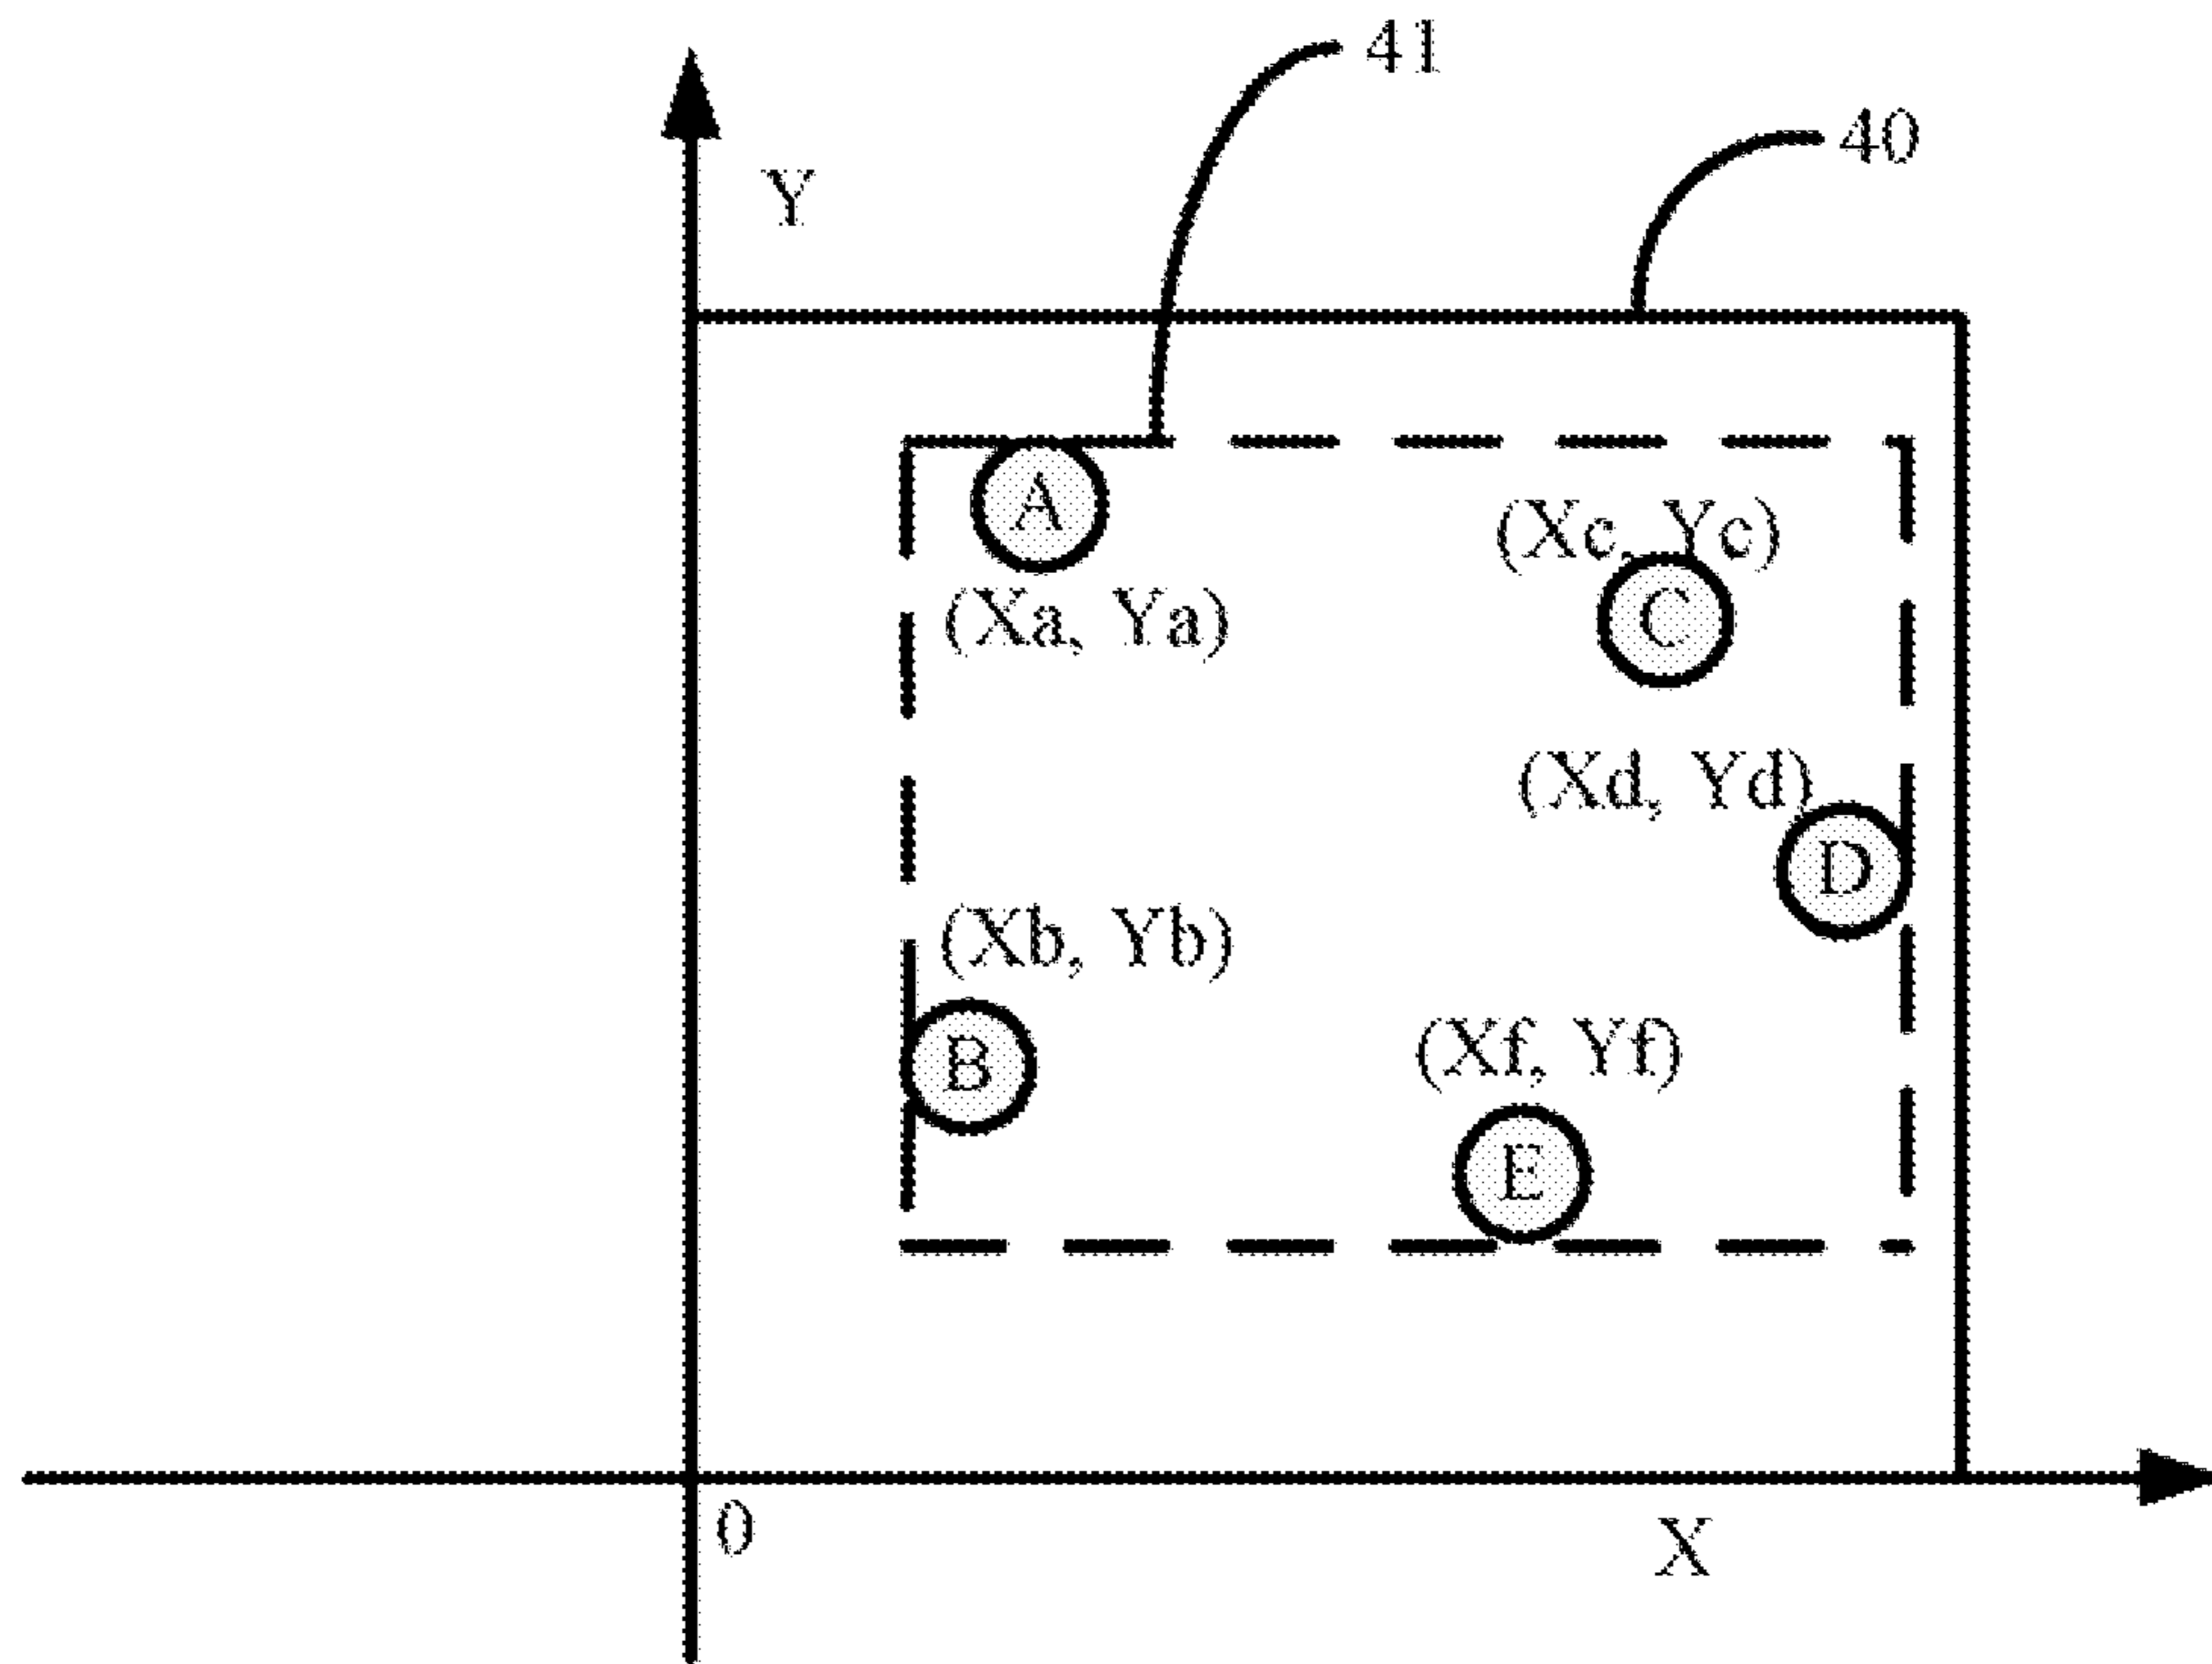 41
40
Y
A
(Xc, Yc)
(Xa, Ya)
C
(Xd, Yd)
D
(Xb, Yb)
(Xf, Yf)
B
E
0
X